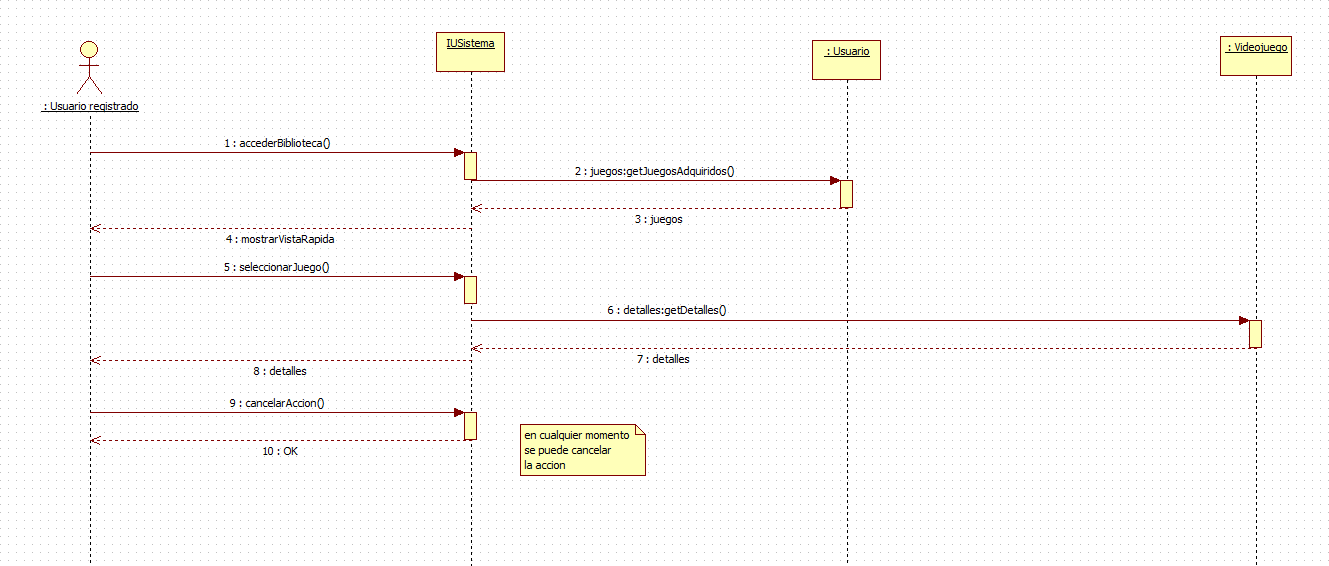 IUSistema
: Usuario
: Videojuego
: Usuario registrado
1 : accederBiblioteca()
2 : juegos:getJuegosAdquiridos()
3 : juegos
4 : mostrarVistaRapida
5 : seleccionarJuego()
6 : detalles:getDetalles()
7 : detalles
8 : detalles
9 : cancelarAccion()
10 : OK
en cualquier momento
se puede cancelar
la accion